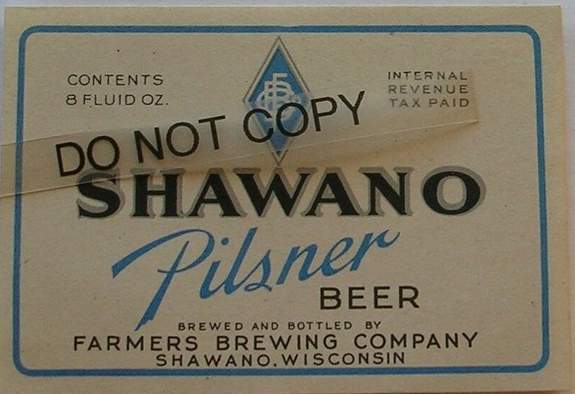 CONTENTS
8 FLUID OZ.
INTERNAL
REVENUE
TAX PAID
DO NOT COPY
SHAWANO
Pilsner
BEER
BREWED AND BOTTLED BY
FARMERS BREWING COMPANY
SHAWANO, WISCONSIN